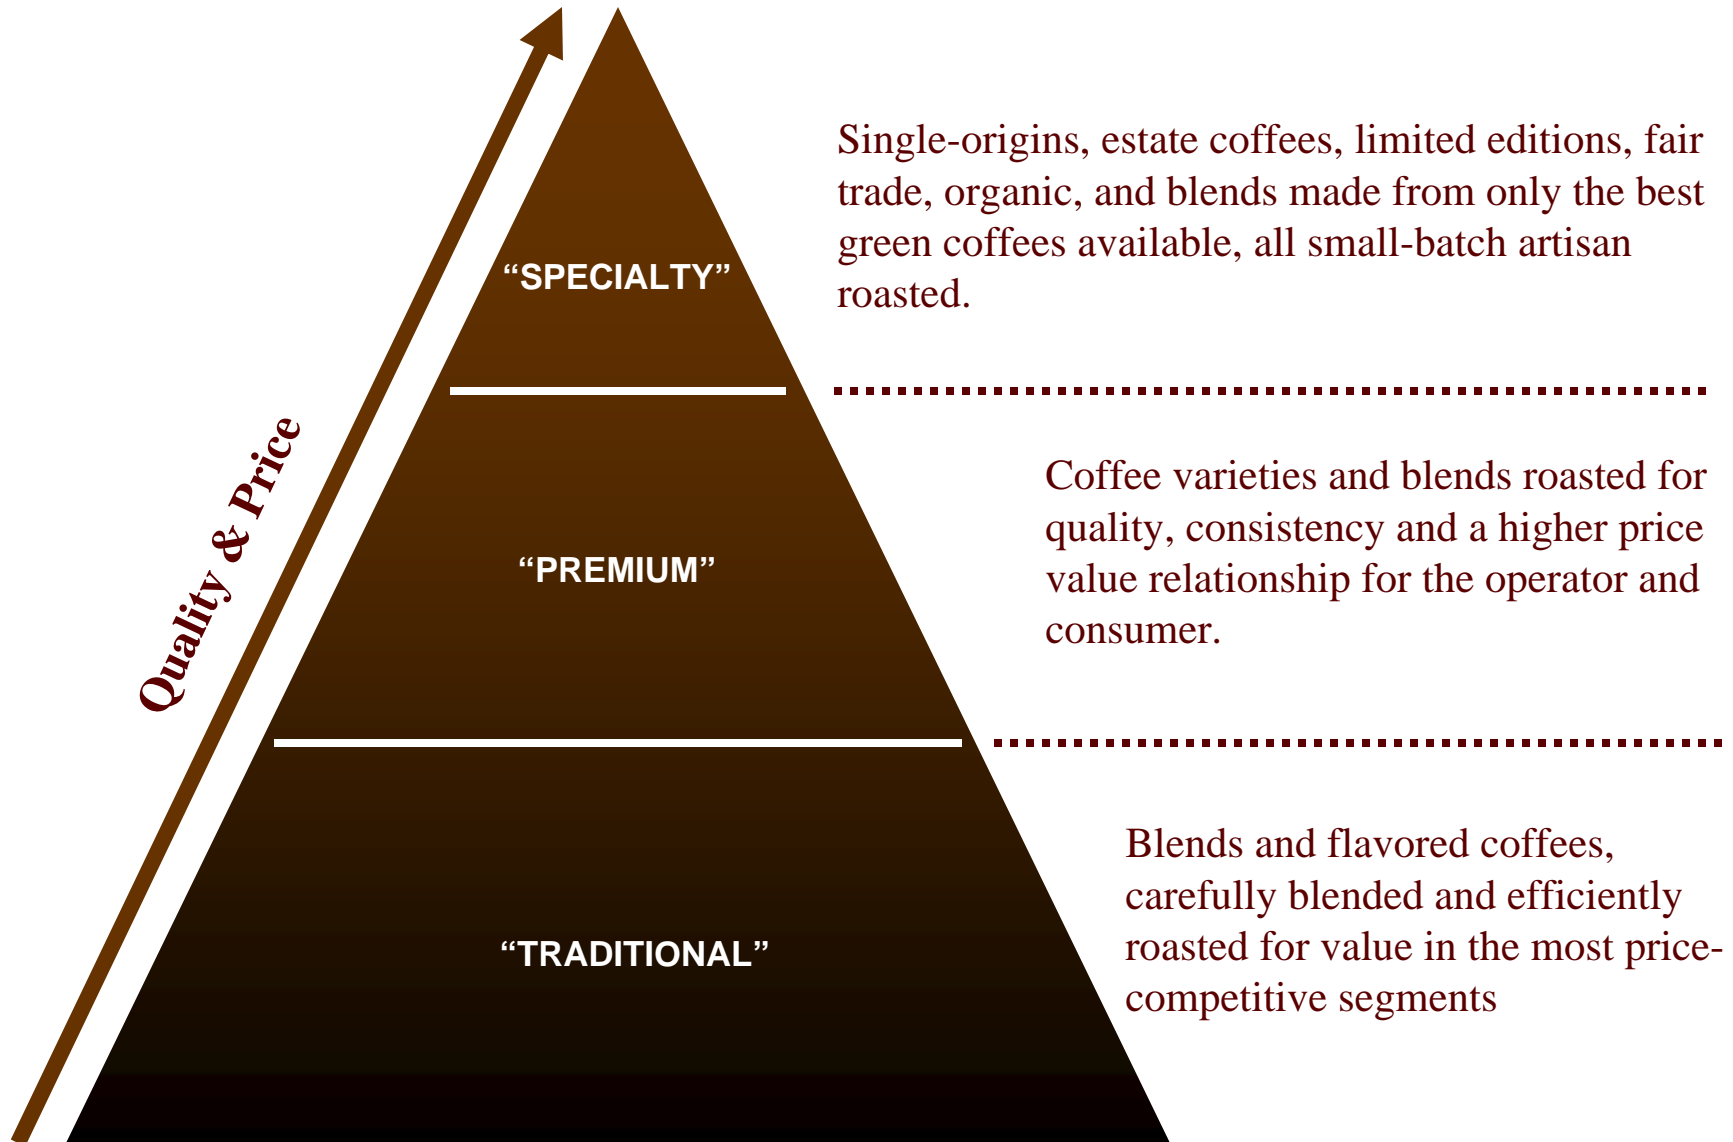 Single-origins, estate coffees, limited editions, fair
trade, organic, and blends made from only the best
green coffees available, all small-batch artisan
roasted.
“SPECIALTY”
Quality & Price
Coffee varieties and blends roasted for
quality, consistency and a higher price
value relationship for the operator and
consumer.
“PREMIUM”
Blends and flavored coffees,
carefully blended and efficiently
roasted for value in the most price-
competitive segments
“TRADITIONAL”